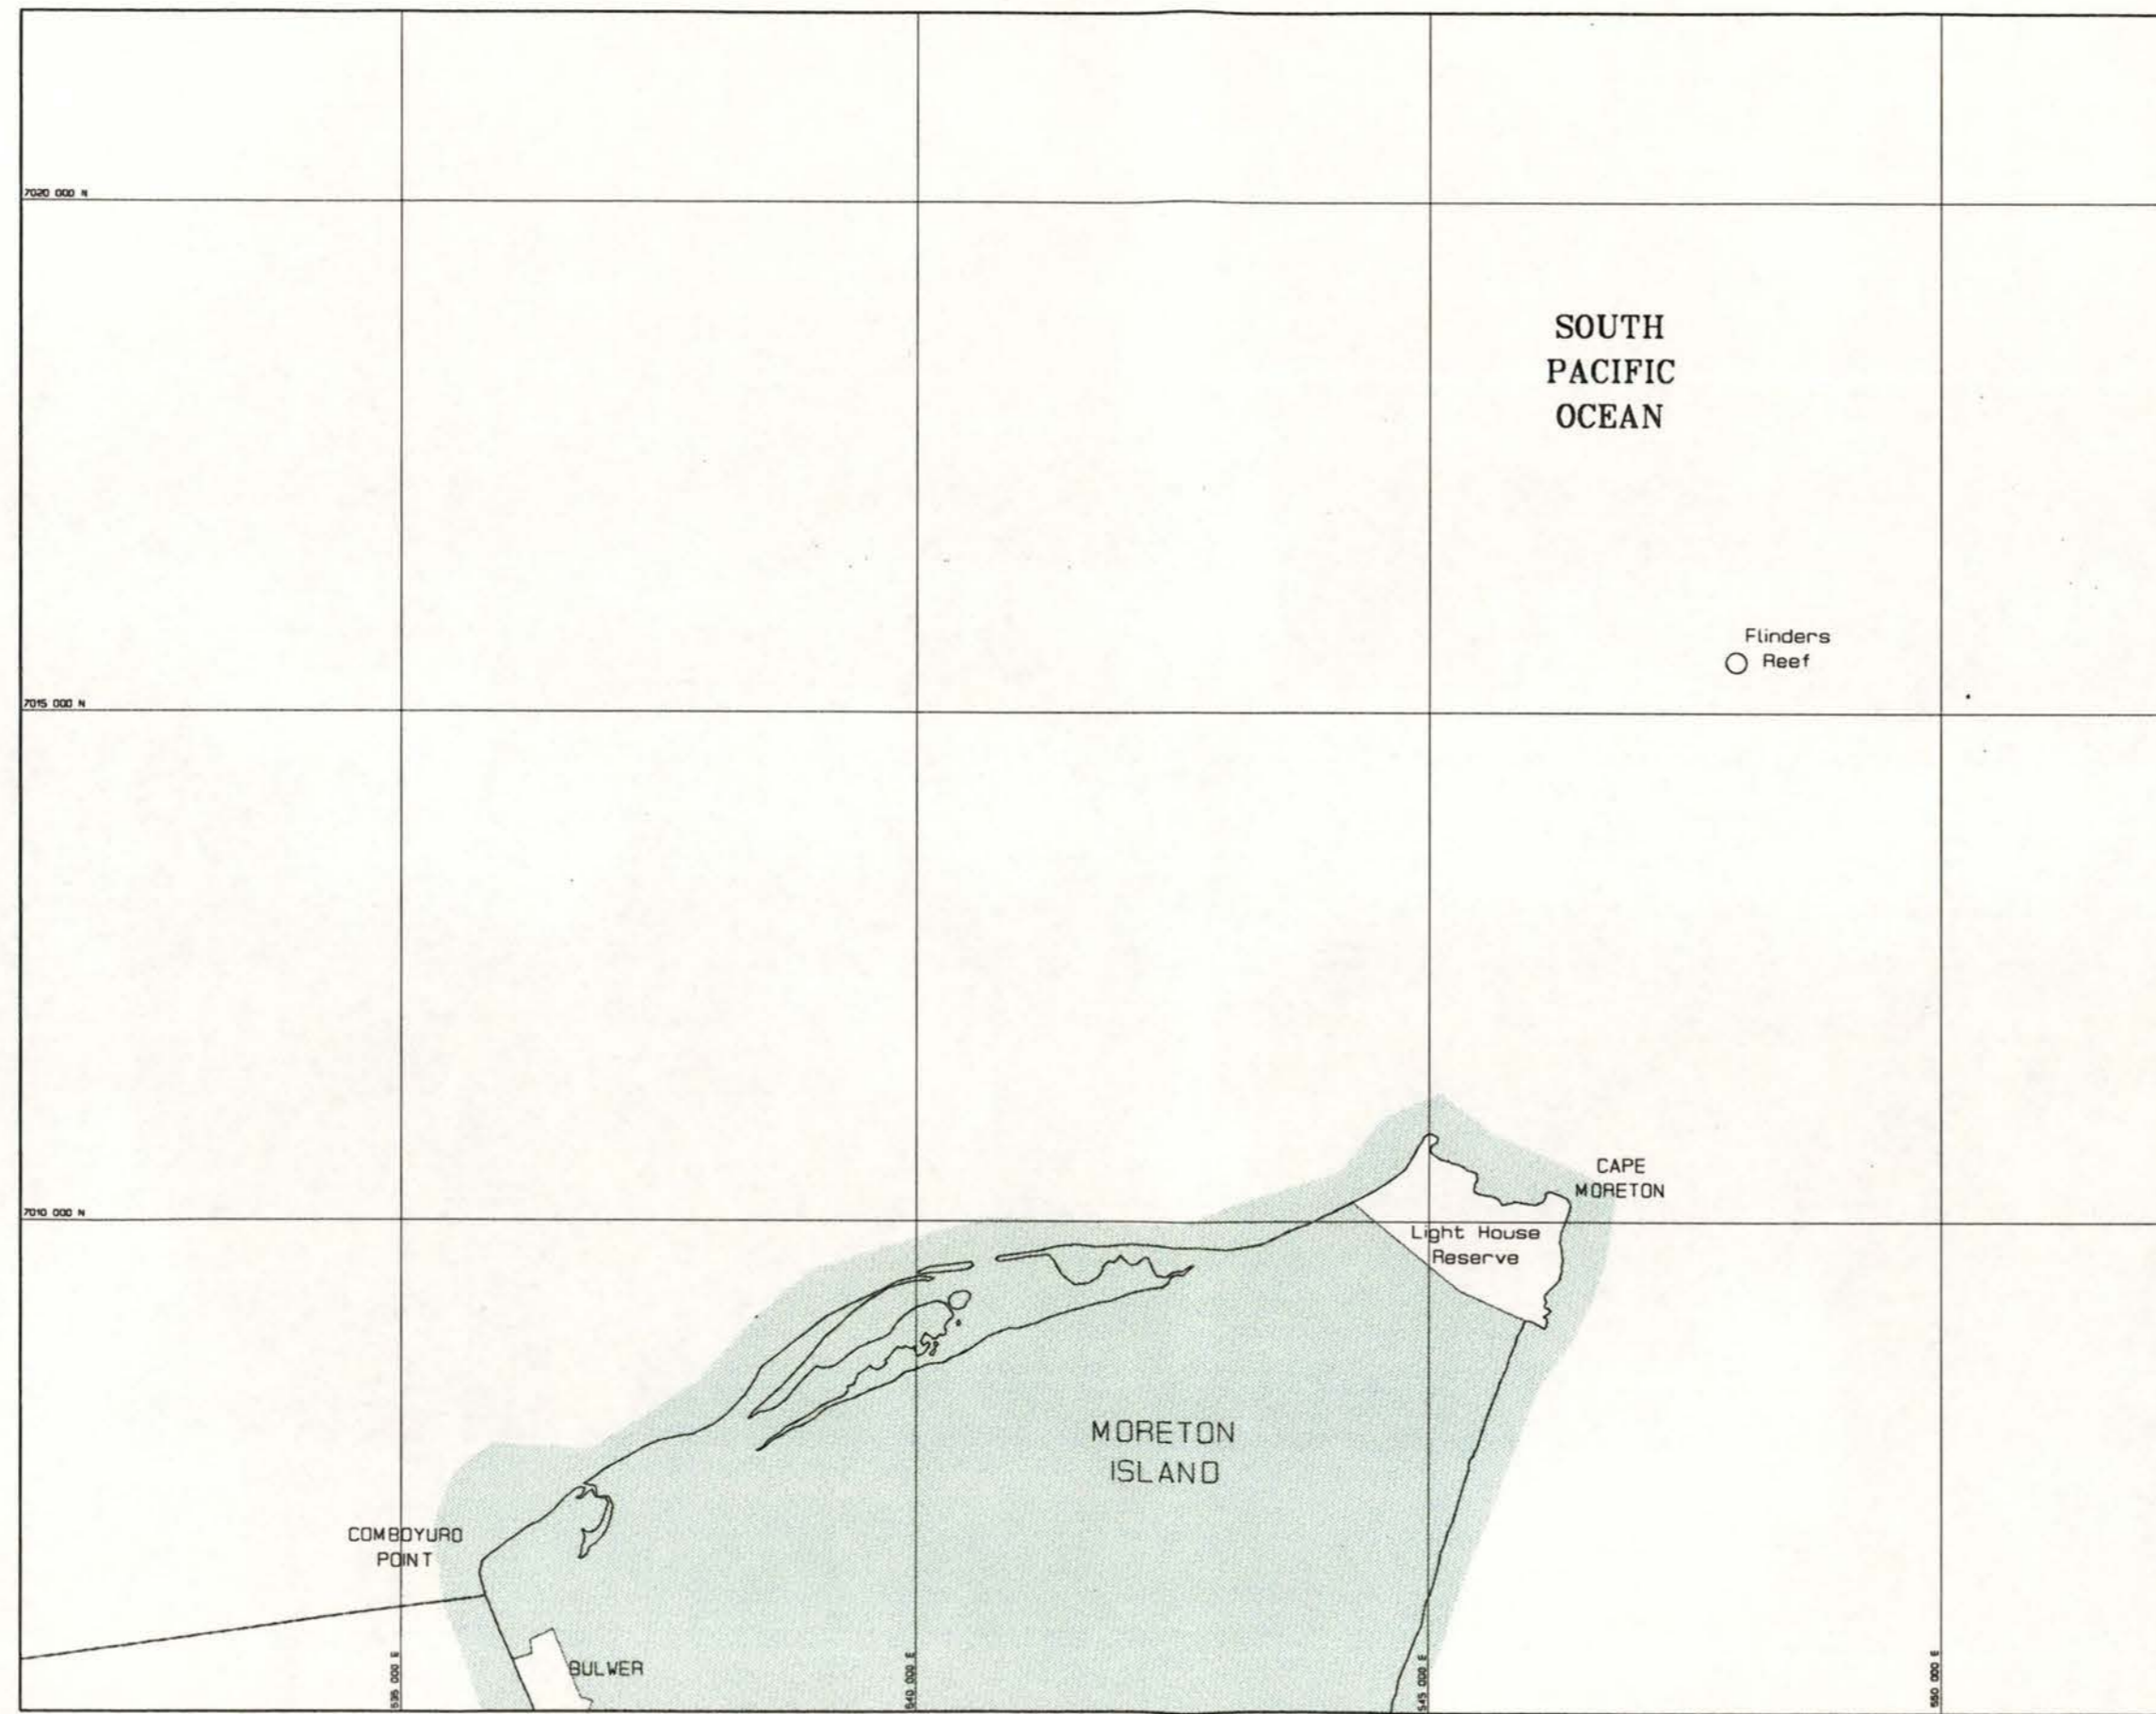 7020 000 N
SOUTH
PACIFIC
OCEAN
Flinders
Reef
7015 000 N
CAPE
MORETON
7010 000 N
Light House
Reserve
MORETON
ISLAND
COMBOYURO
POINT
BULWER
535 000 E
540 000 E
545 000 E
550 000 E